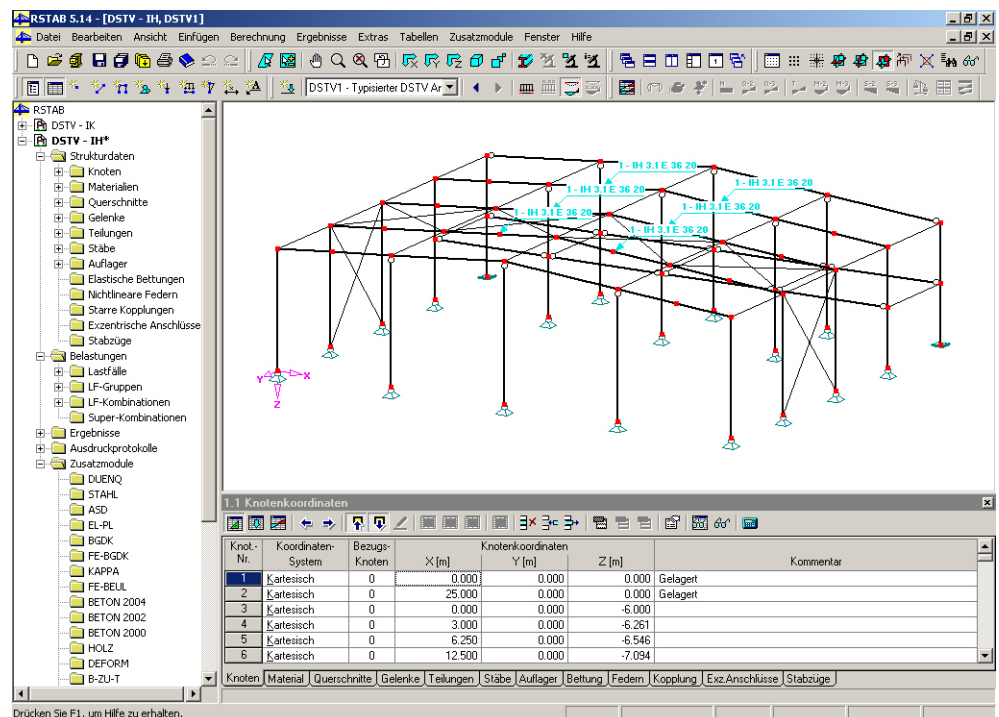 RSTAB 5.14 - [DSTV - IH, DSTV1]
Datei Bearbeiten Ansicht Einfügen Berechnung Ergebnisse Extras Tabellen Zusatzmodule Fenster Hilfe
DSTV1 - Typisierter DSTV Ar
RSTAB
DSTV - IK
DSTV - IH*
Strukturdaten
Knoten
Materialien
Querschnitte
Gelenke
Teilungen
Stäbe
Auflager
Elastische Bettungen
Nichtlineare Federn
Starre Kopplungen
Exzentrische Anschlüsse
Stabzüge
Belastungen
Lastfälle
LF-Gruppen
LF-Kombinationen
Super-Kombinationen
Ergebnisse
Ausdruckprotokolle
Zusatzmodule
DUENQ
STAHL
ASD
EL-PL
BGDK
FE-BGDK
KAPPA
FE-BEUL
BETON 2004
BETON 2002
BETON 2000
HOLZ
DEFORM
B-ZU-T
1 - IH 3.1 E 36 20
1 - IH 3.1 E 36 20
1 - IH 3.1 E 36 20
1 - IH 3.1 E 36 20
1 - IH 3.1 E 36 20
1 - IH 3.1 E 36 20
Y X
Z
1.1 Knotenkoordinaten
Knot.- Nr. Koordinaten- System Bezugs- Knoten Knotenkoordinaten X [m] Y [m] Z [m] Kommentar
1 Kartesisch 0 0.000 0.000 0.000 Gelagert
2 Kartesisch 0 25.000 0.000 0.000 Gelagert
3 Kartesisch 0 0.000 0.000 -6.000
4 Kartesisch 0 3.000 0.000 -6.261
5 Kartesisch 0 6.250 0.000 -6.546
6 Kartesisch 0 12.500 0.000 -7.094
Knoten Material Querschnitte Gelenke Teilungen Stäbe Auflager Bettung Federn Kopplung Exz.Anschlüsse Stabzüge
Drücken Sie F1, um Hilfe zu erhalten.